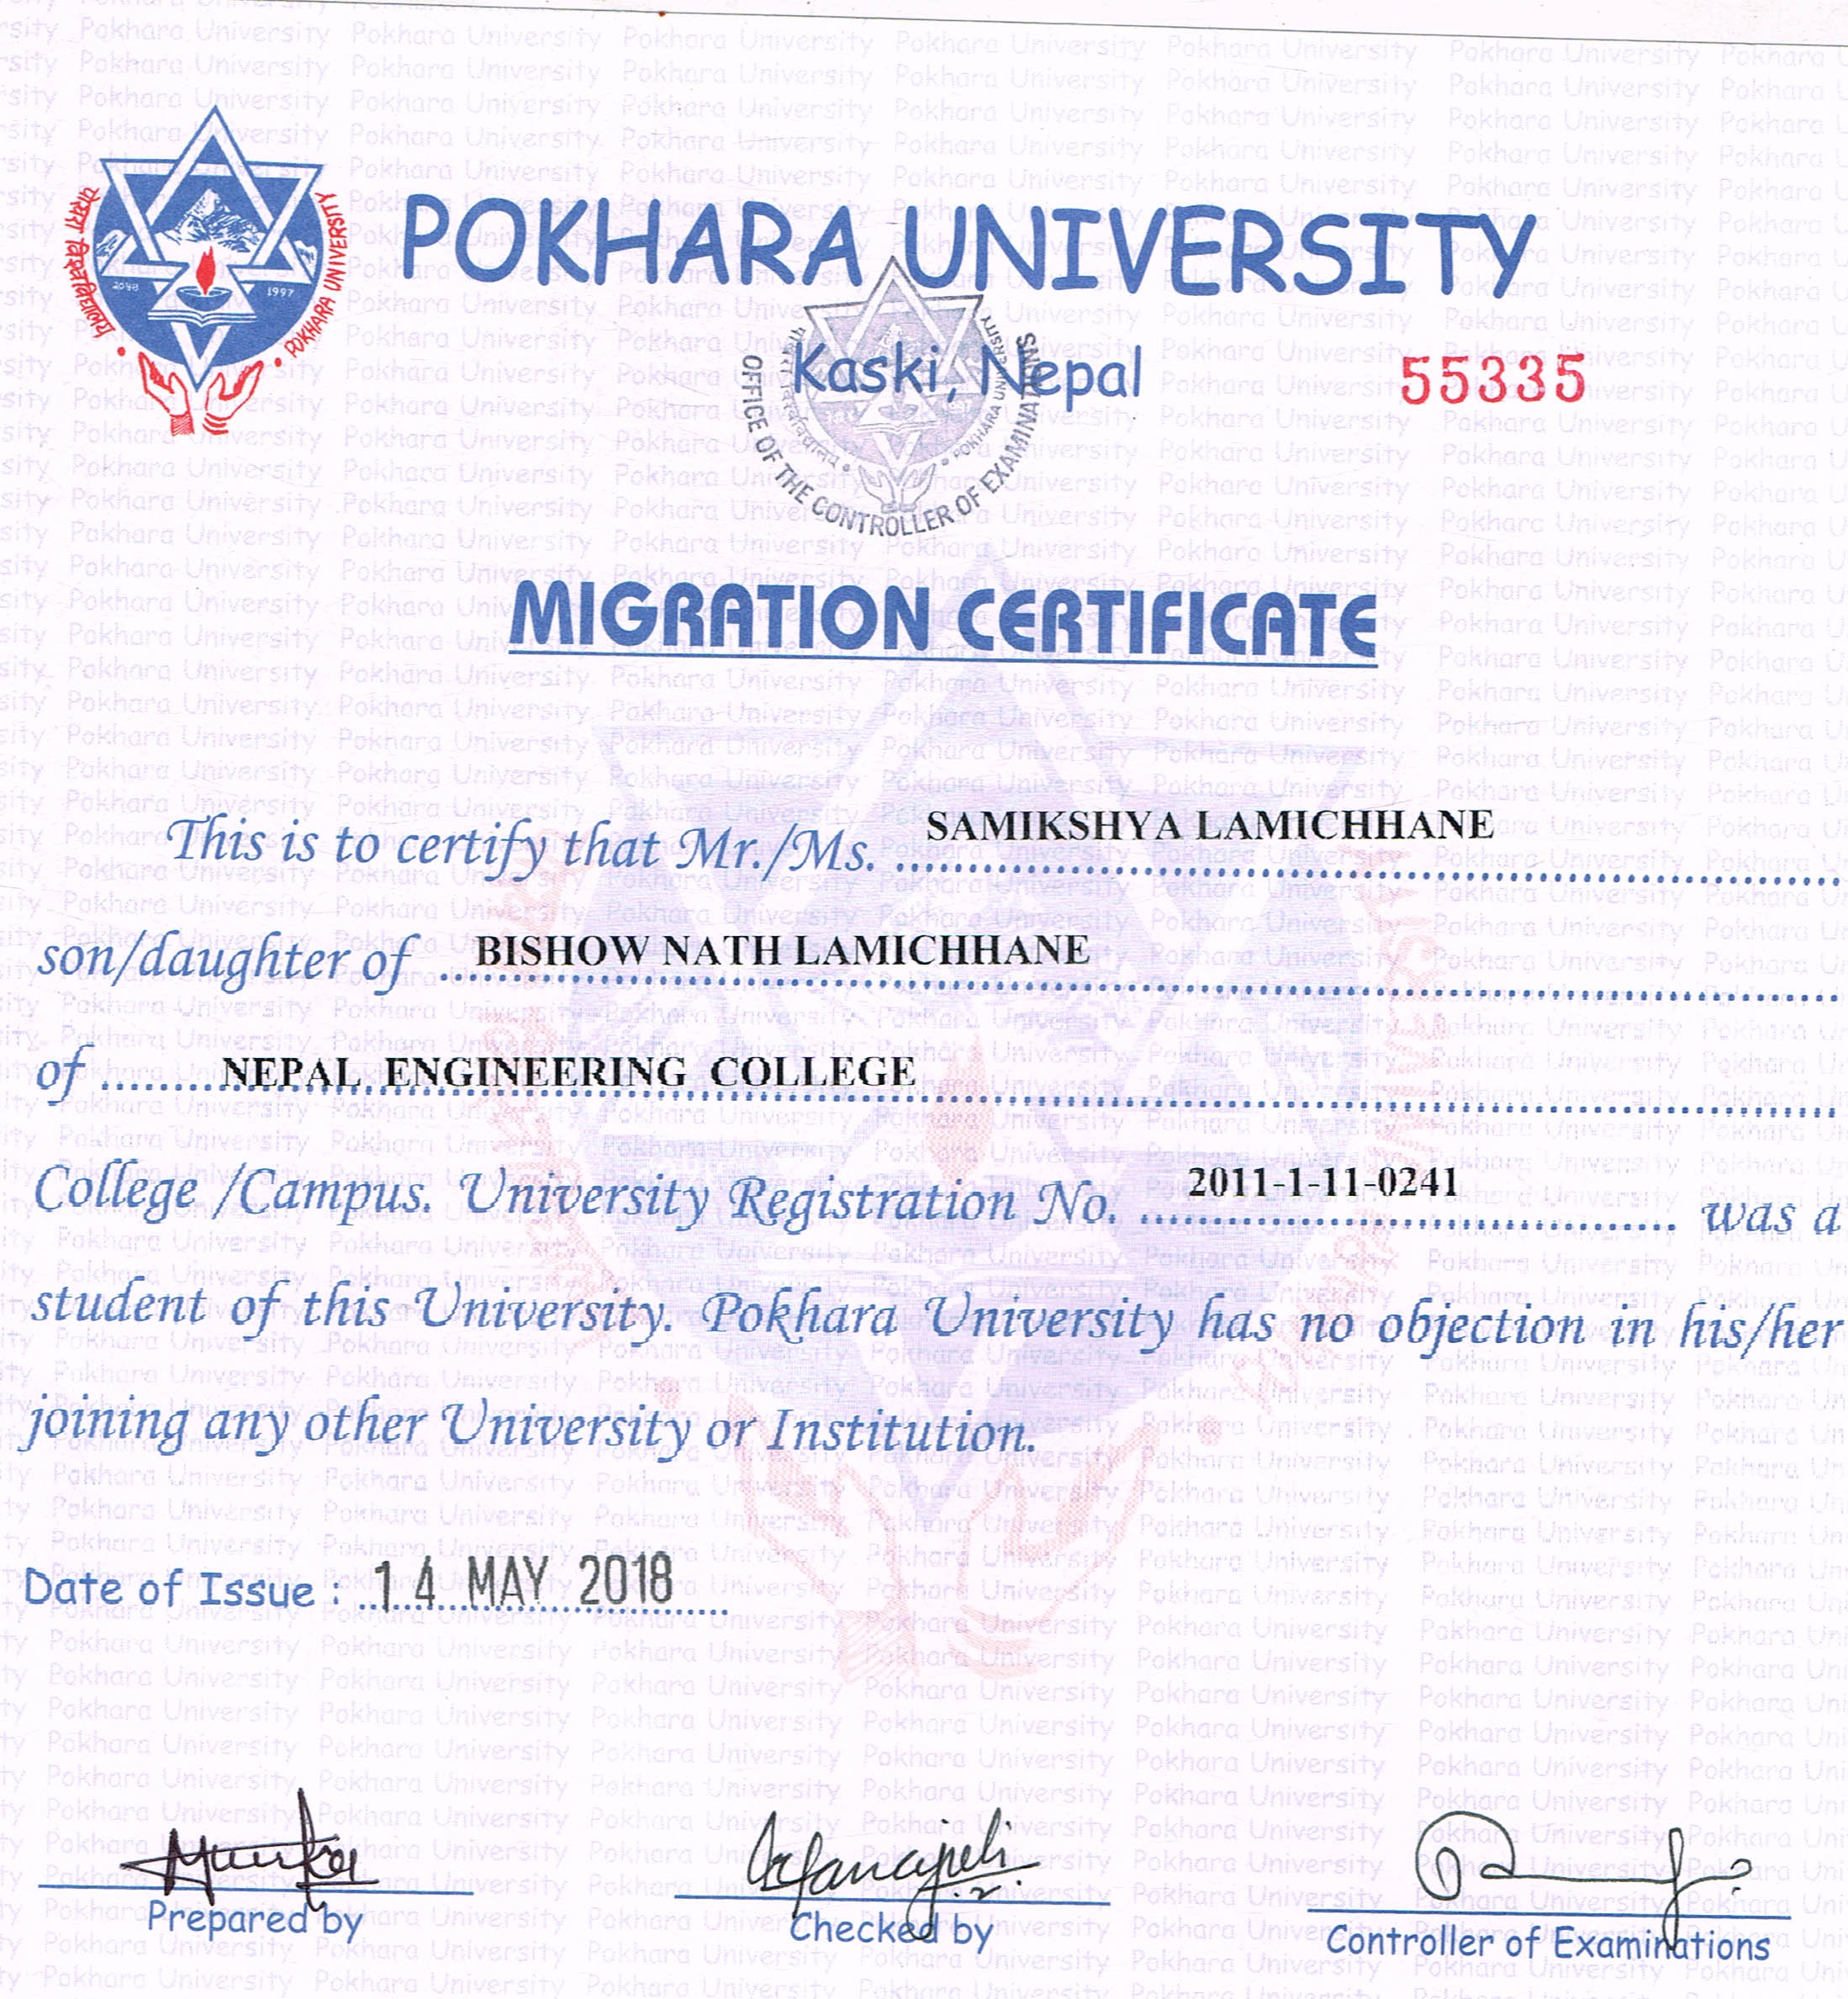 पोखरा विश्वविद्यालय
POKHARA UNIVERSITY
1997
POKHARA UNIVERSITY
Kaski, Nepal
55335
POKHARA UNIVERSITY
OFFICE OF THE CONTROLLER OF EXAMINATIONS
MIGRATION CERTIFICATE
This is to certify that Mr./Ms. SAMIKSHYA LAMICHHANE
son/daughter of BISHOW NATH LAMICHHANE
of NEPAL ENGINEERING COLLEGE
College /Campus. University Registration No. 2011-1-11-0241 was a
student of this University. Pokhara University has no objection in his/her
joining any other University or Institution.
Date of Issue : 14 MAY 2018
Prepared by
Checked by
Controller of Examinations